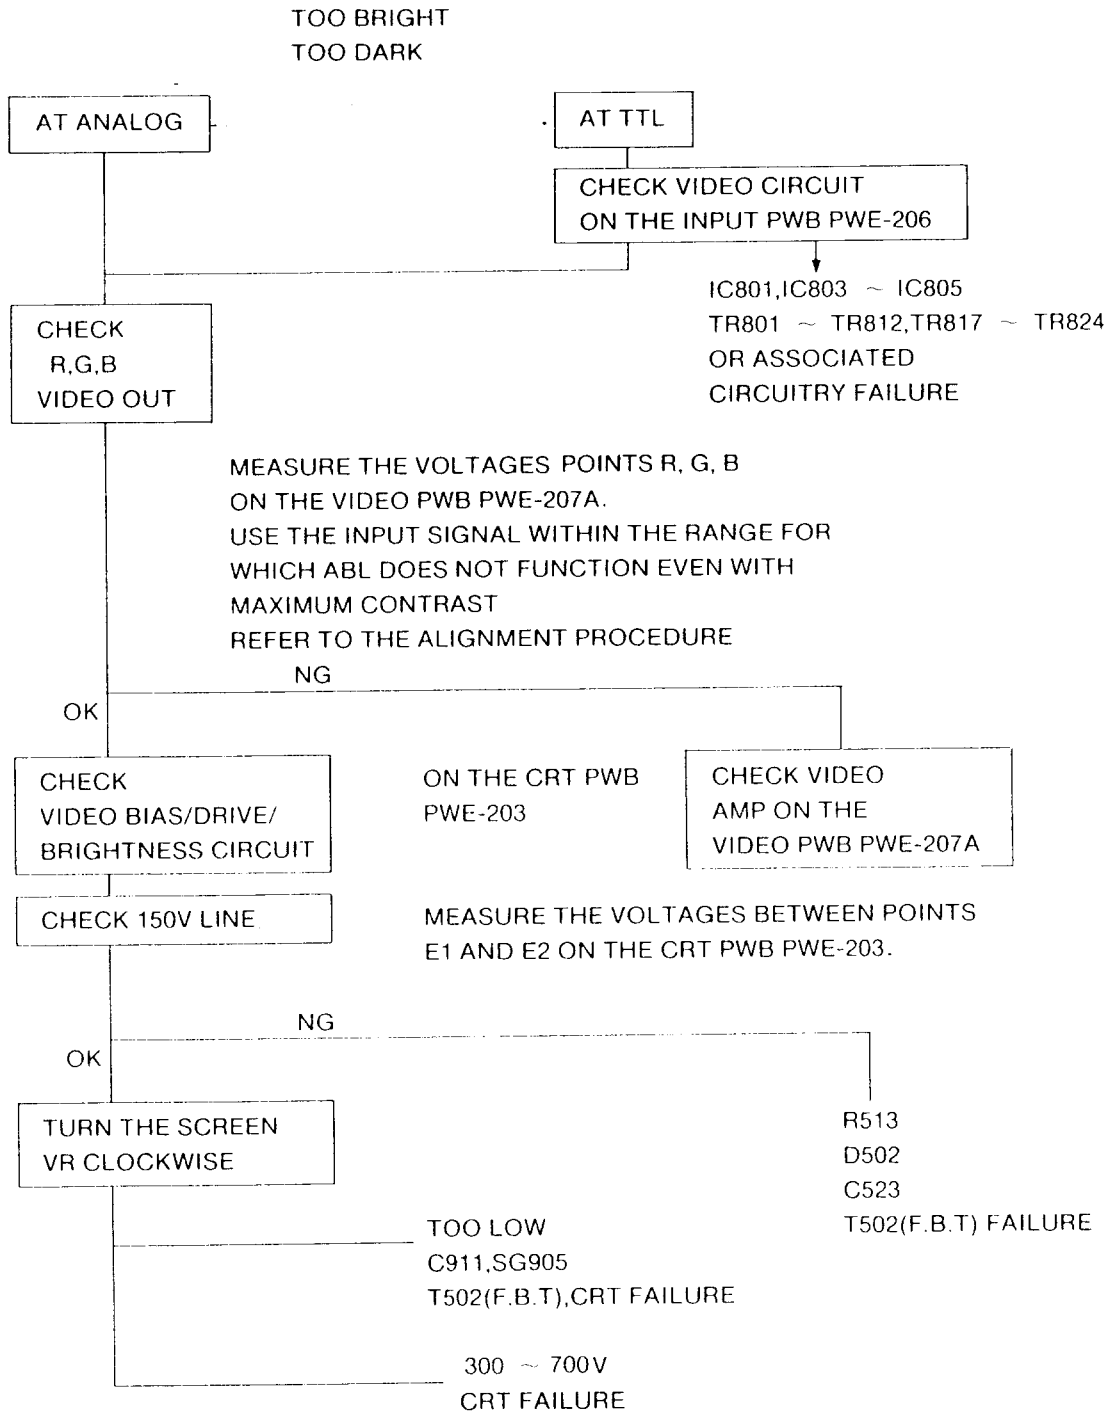 TOO BRIGHT
TOO DARK
AT ANALOG
AT TTL
CHECK VIDEO CIRCUIT
ON THE INPUT PWB PWE-206
IC801,IC803 ~ IC805
TR801 ~ TR812,TR817 ~ TR824
OR ASSOCIATED
CIRCUITRY FAILURE
CHECK
R,G,B
VIDEO OUT
MEASURE THE VOLTAGES POINTS R, G, B
ON THE VIDEO PWB PWE-207A.
USE THE INPUT SIGNAL WITHIN THE RANGE FOR
WHICH ABL DOES NOT FUNCTION EVEN WITH
MAXIMUM CONTRAST
REFER TO THE ALIGNMENT PROCEDURE
NG
OK
CHECK
VIDEO BIAS/DRIVE/
BRIGHTNESS CIRCUIT
ON THE CRT PWB
PWE-203
CHECK VIDEO
AMP ON THE
VIDEO PWB PWE-207A
CHECK 150V LINE
MEASURE THE VOLTAGES BETWEEN POINTS
E1 AND E2 ON THE CRT PWB PWE-203.
NG
OK
TURN THE SCREEN
VR CLOCKWISE
R513
D502
C523
T502(F.B.T) FAILURE
TOO LOW
C911,SG905
T502(F.B.T),CRT FAILURE
300 ~ 700V
CRT FAILURE